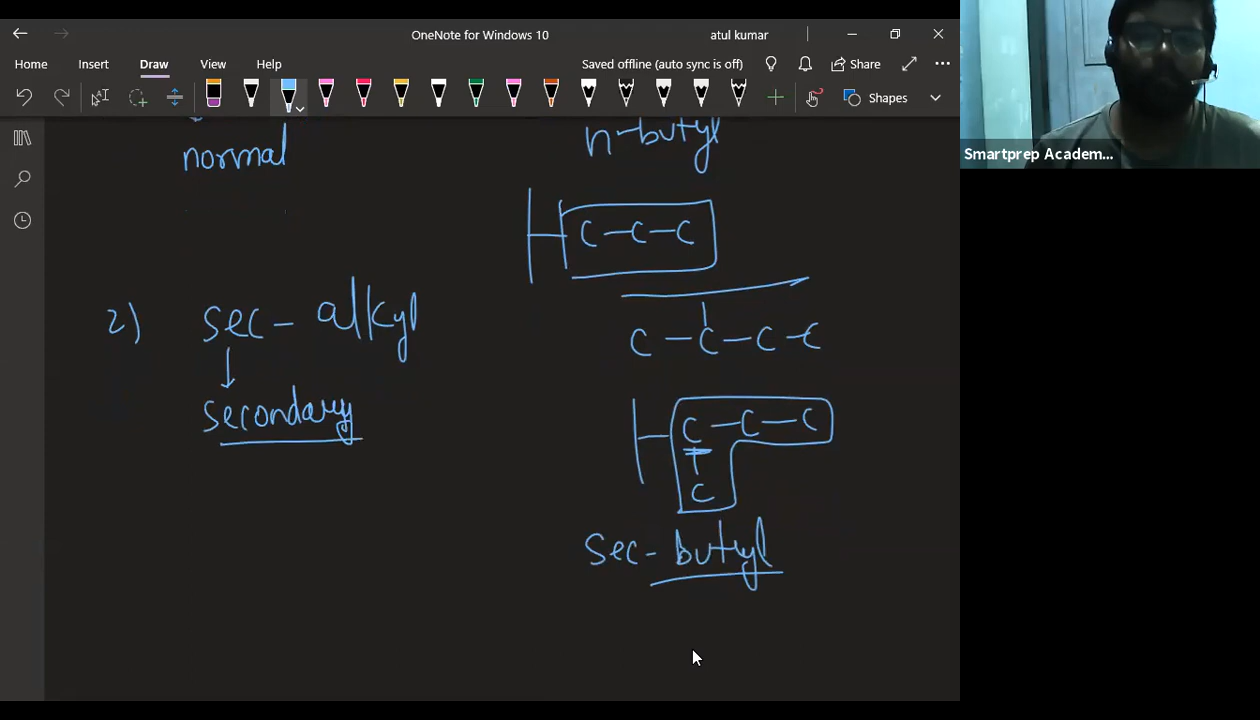 OneNote for Windows 10
atul kumar
Home Insert Draw View Help
Saved offline (auto sync is off)
Share
Shapes
Smartprep Academ...
normal
n-butyl
C-C-C
2) sec- alkyl
C-C-C-C
secondary
C-C-C
C
sec- butyl